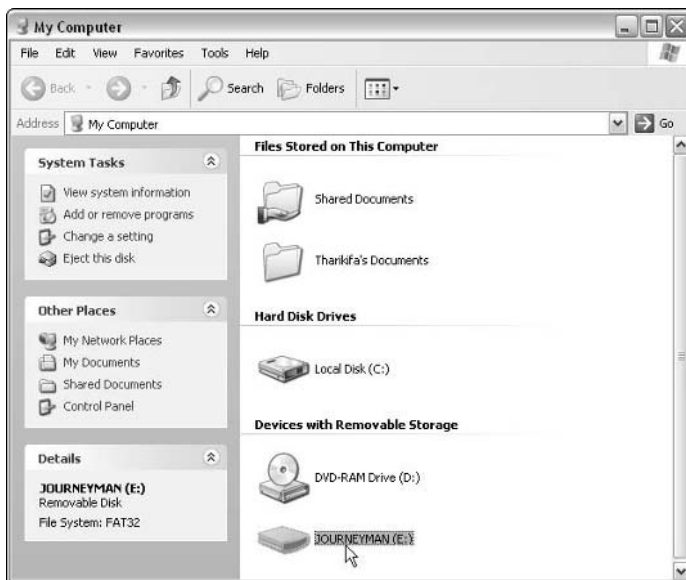 My Computer
File Edit View Favorites Tools Help
Back Search Folders
Address My Computer Go
System Tasks
View system information
Add or remove programs
Change a setting
Eject this disk
Other Places
My Network Places
My Documents
Shared Documents
Control Panel
Details
JOURNEYMAN (E:)
Removable Disk
File System: FAT32
Files Stored on This Computer
Shared Documents
Tharikifa's Documents
Hard Disk Drives
Local Disk (C:)
Devices with Removable Storage
DVD-RAM Drive (D:)
JOURNEYMAN (E:)